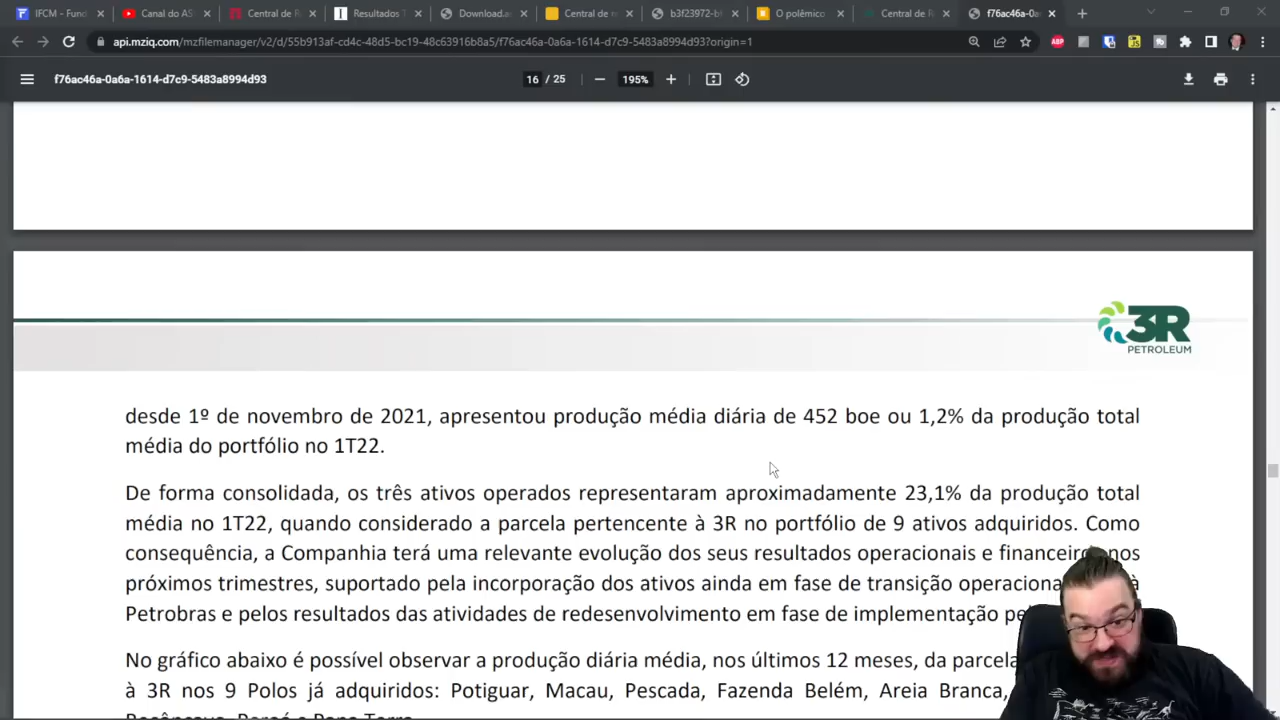 IFCM - Fund
Canal do AS
Central de R
Resultados T
Download.as
Central de r
b3f23972-bf
O polêmico
Central de R
f76ac46a-0a
api.mziq.com/mzfilemanager/v2/d/55b913af-cd4c-48d5-bc19-48c63916b8a5/f76ac46a-0a6a-1614-d7c9-5483a8994d93?origin=1
f76ac46a-0a6a-1614-d7c9-5483a8994d93
16 / 25
195%
3R
PETROLEUM
desde 1º de novembro de 2021, apresentou produção média diária de 452 boe ou 1,2% da produção total
média do portfólio no 1T22.
De forma consolidada, os três ativos operados representaram aproximadamente 23,1% da produção total
média no 1T22, quando considerado a parcela pertencente à 3R no portfólio de 9 ativos adquiridos. Como
consequência, a Companhia terá uma relevante evolução dos seus resultados operacionais e financeiro nos
próximos trimestres, suportado pela incorporação dos ativos ainda em fase de transição operaciona à
Petrobras e pelos resultados das atividades de redesenvolvimento em fase de implementação pe
No gráfico abaixo é possível observar a produção diária média, nos últimos 12 meses, da parcela
à 3R nos 9 Polos já adquiridos: Potiguar, Macau, Pescada, Fazenda Belém, Areia Branca,